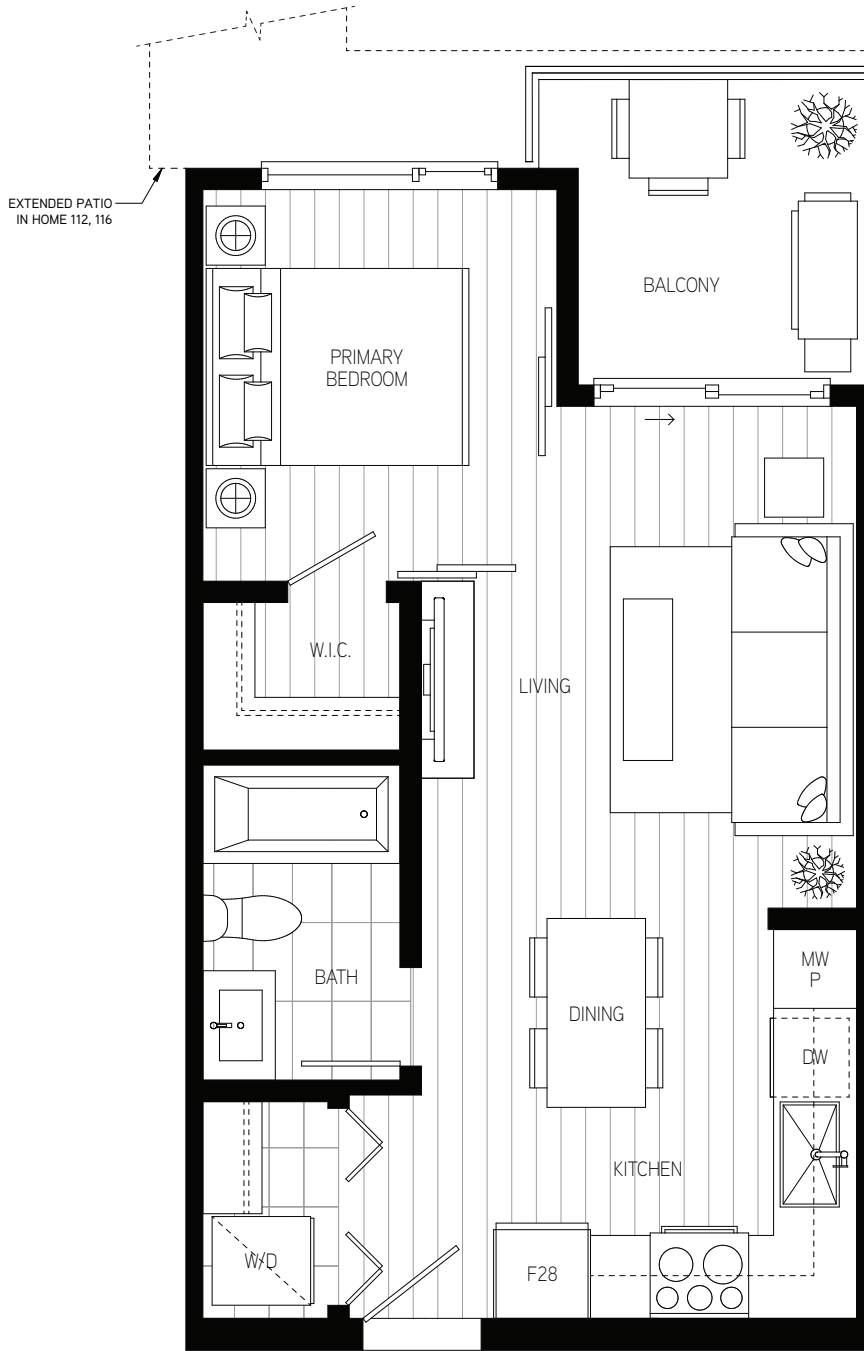 EXTENDED PATIO
IN HOME 112, 116
BALCONY
PRIMARY
BEDROOM
W.I.C.
LIVING
MW
P
BATH
DINING
DW
KITCHEN
W/D
F28